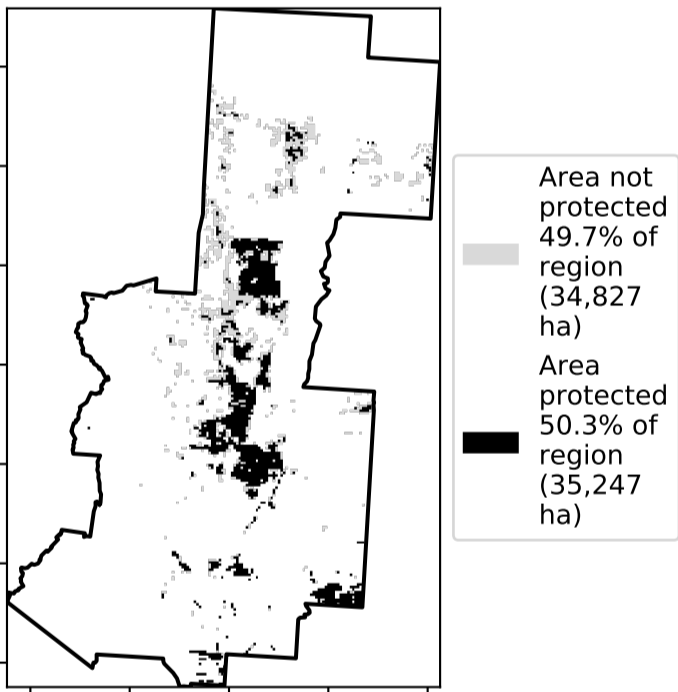 Area not
protected
49.7% of
region
(34,827
ha)
Area
protected
50.3% of
region
(35,247
ha)